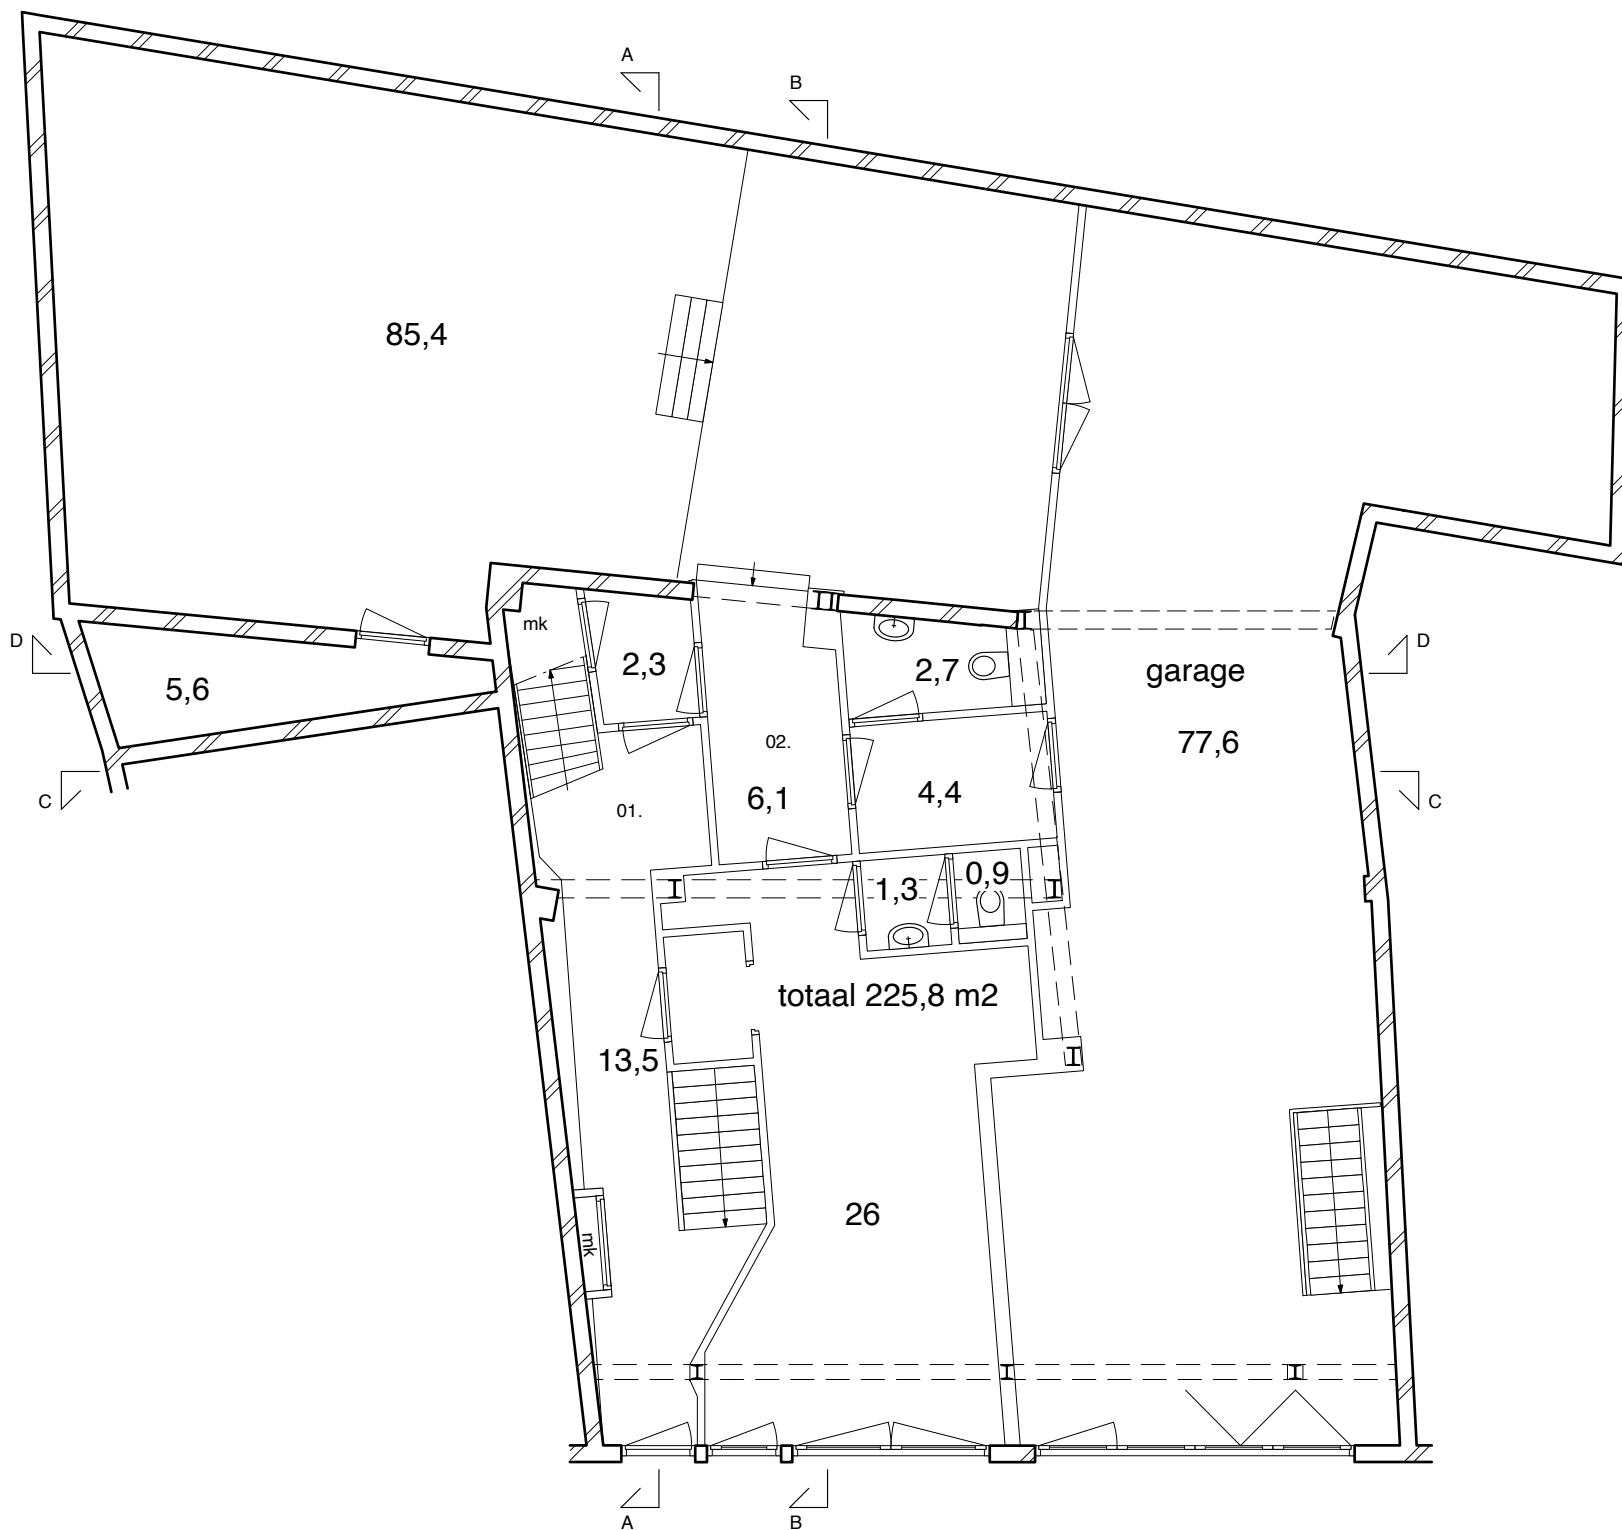 A
B
85,4
mk
D
D
2,3
2,7
garage
5,6
02.
77,6
6,1
4,4
C
01.
C
0,9
1,3
totaal 225,8 m2
13,5
26
mk
A
B